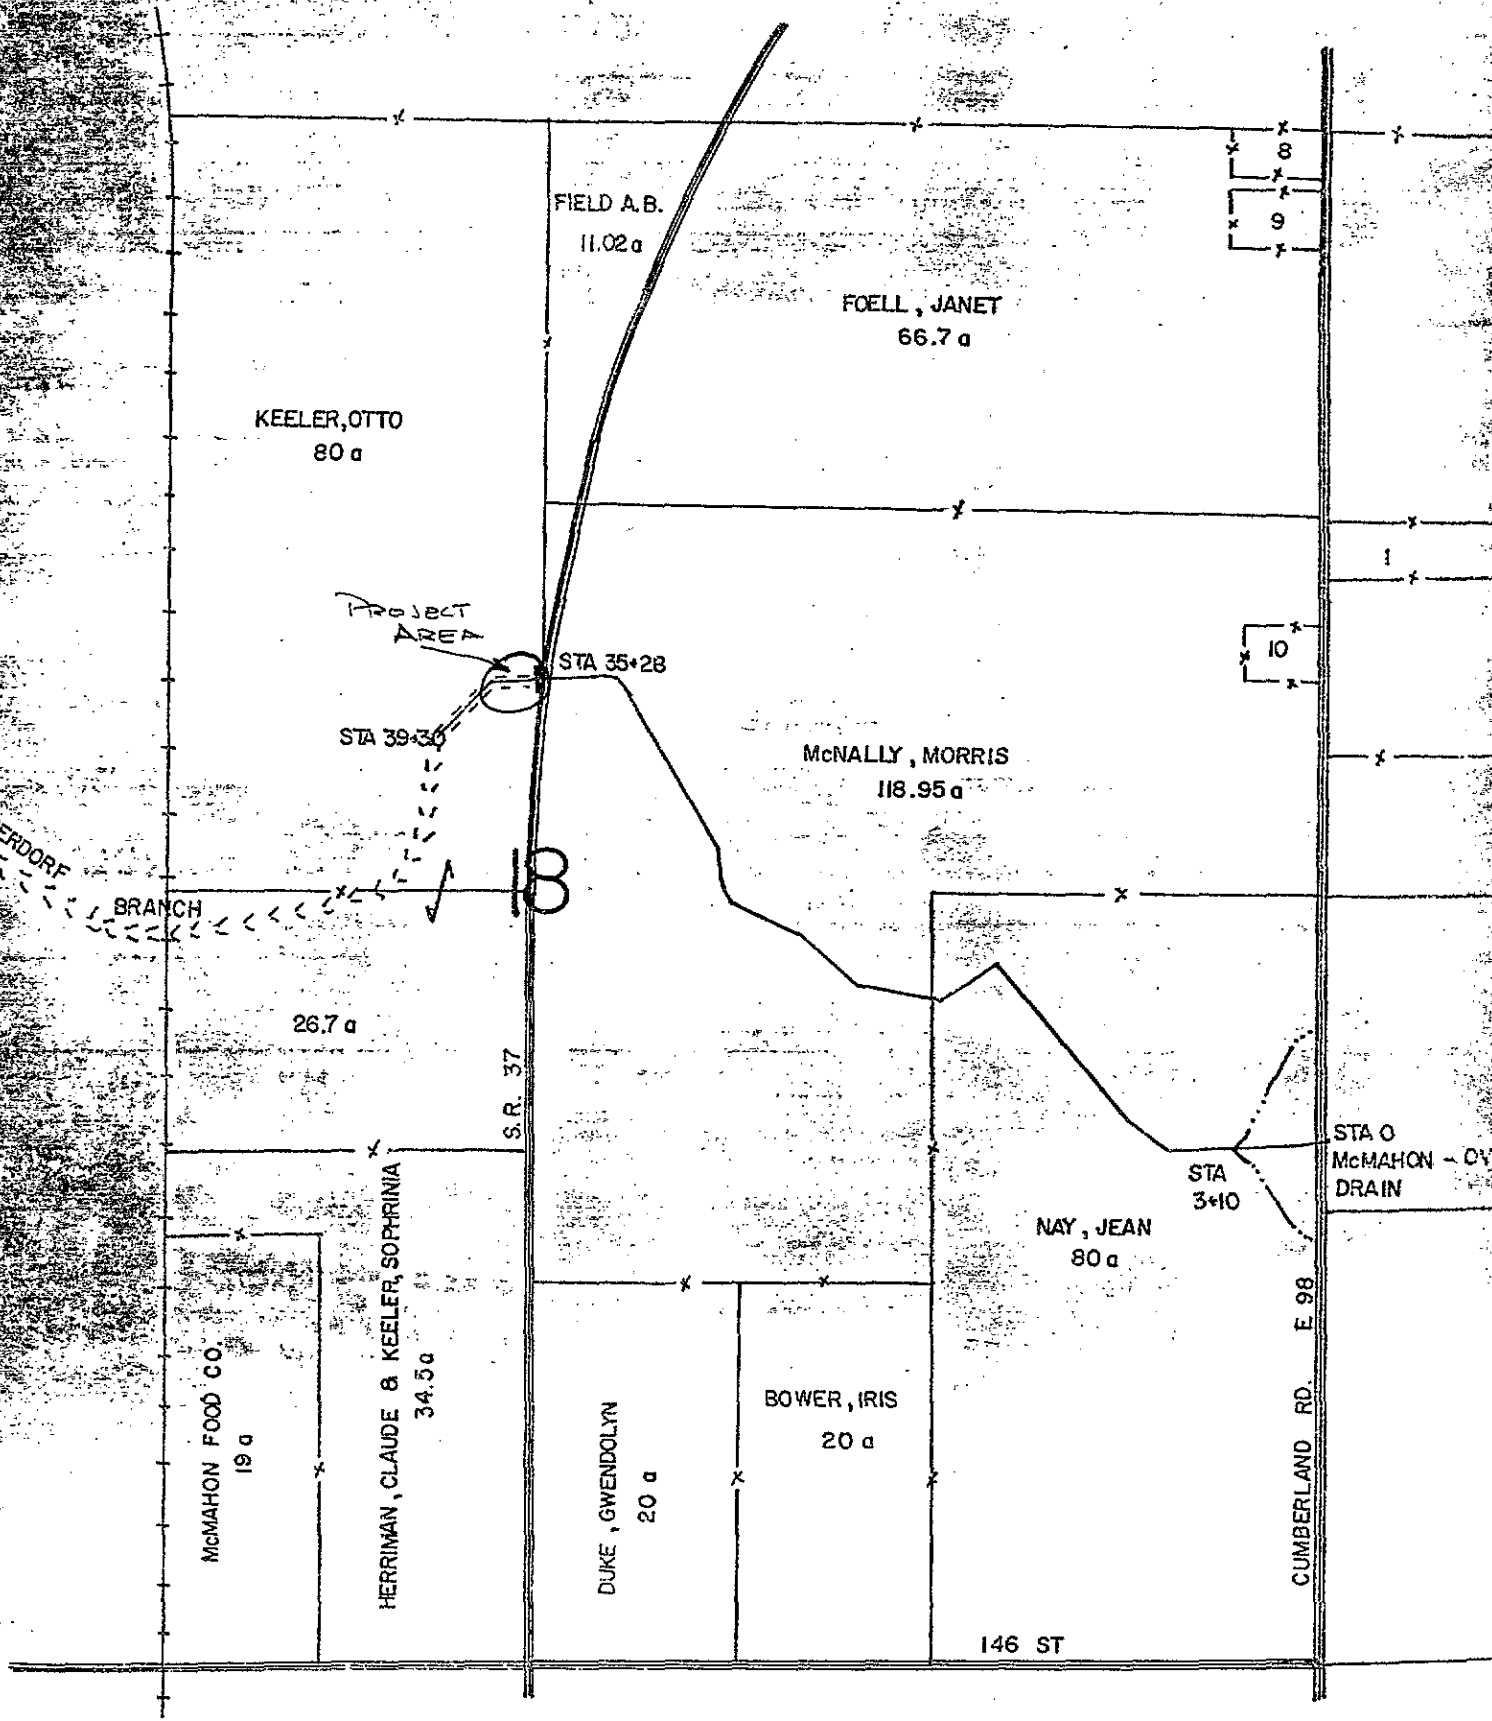 8
9
FIELD A.B.
11.02 a
FOELL, JANET
66.7 a
KEELER, OTTO
80 a
1
PROJECT
AREA
10
STA 35+28
STA 39+30
McNALLY, MORRIS
118.95 a
ERDORF
BRANCH
18
26.7 a
S.R. 37
STA 0
McMAHON - OV
DRAIN
STA
3+10
NAY, JEAN
80 a
HERRIMAN, CLAUDE & KEELER, SOPHRINIA
34.5 a
McMAHON FOOD CO.
19 a
DUKE, GWENDOLYN
20 a
BOWER, IRIS
20 a
CUMBERLAND RD. E 98
146 ST